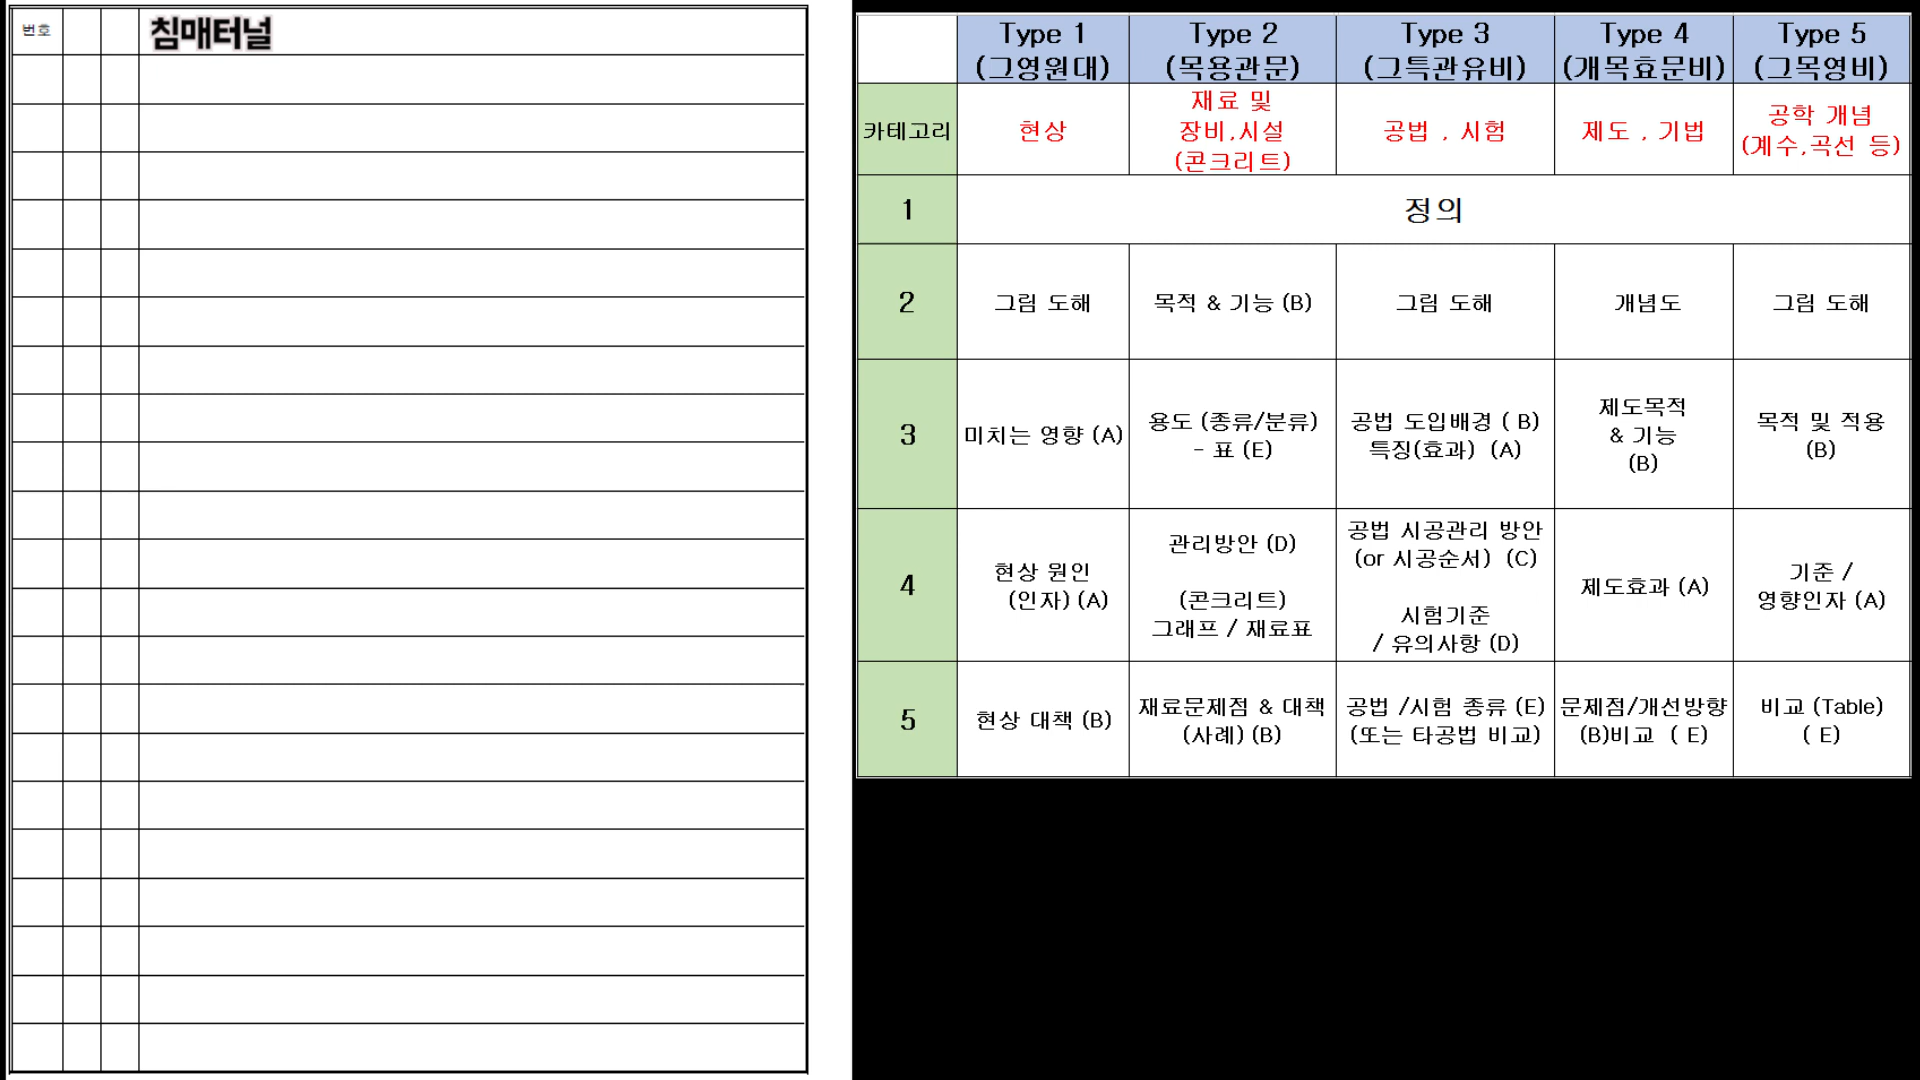 번호
침매터널
Type 1
(그영원대)
Type 2
(목용관문)
Type 3
(그특관유비)
Type 4
(개목효문비)
Type 5
(그목영비)
카테고리
현상
재료 및
장비,시설
(콘크리트)
공법 , 시험
제도 , 기법
공학 개념
(계수,곡선 등)
1
정의
2
그림 도해
목적 & 기능 (B)
그림 도해
개념도
그림 도해
3
미치는 영향 (A)
용도 (종류/분류)
- 표 (E)
공법 도입배경 ( B)
특징(효과) (A)
제도목적
& 기능
(B)
목적 및 적용
(B)
4
현상 원인
(인자) (A)
관리방안 (D)
(콘크리트)
그래프 / 재료표
공법 시공관리 방안
(or 시공순서) (C)
시험기준
/ 유의사항 (D)
제도효과 (A)
기준 /
영향인자 (A)
5
현상 대책 (B)
재료문제점 & 대책
(사례) (B)
공법 /시험 종류 (E)
(또는 타공법 비교)
문제점/개선방향
(B)비교 ( E)
비교 (Table)
( E)